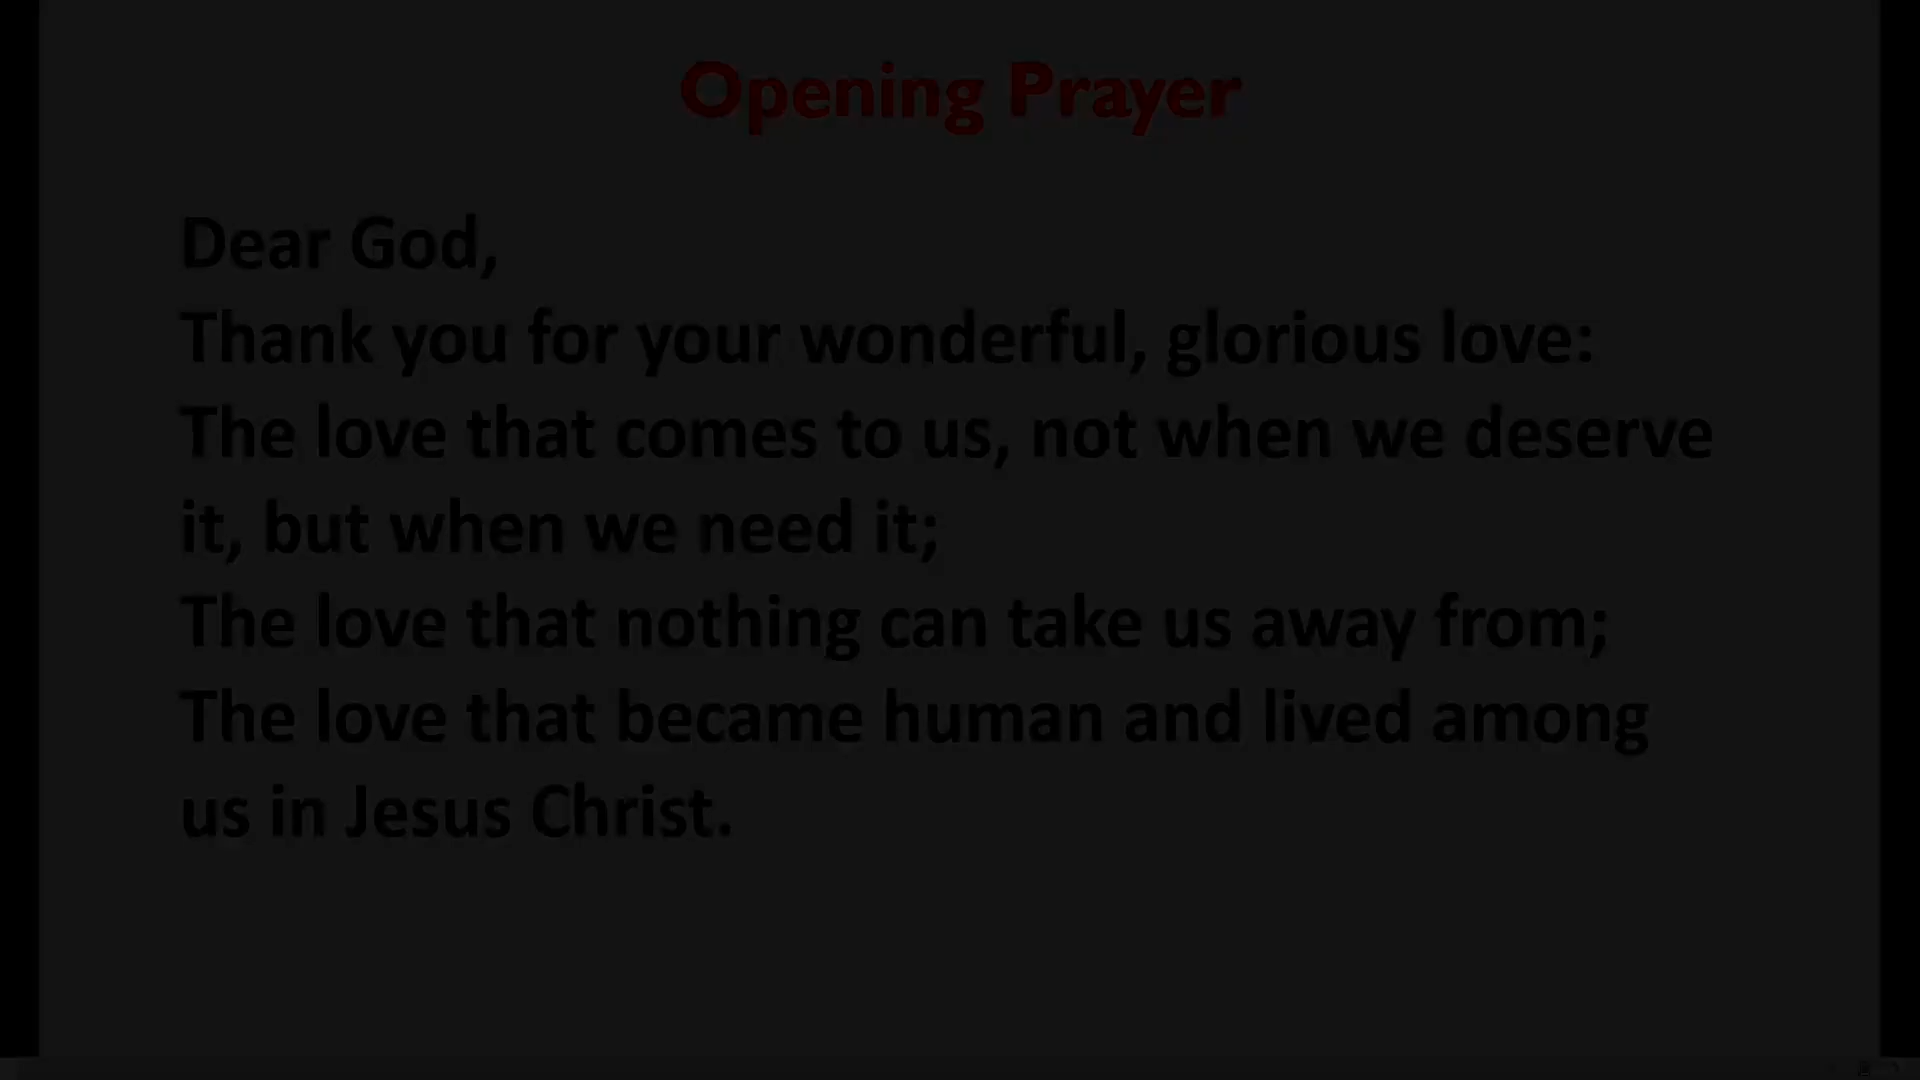 Opening Prayer
Dear God,
Thank you for your wonderful, glorious love:
The love that comes to us, not when we deserve
it, but when we need it;
The love that nothing can take us away from;
The love that became human and lived among
us in Jesus Christ.